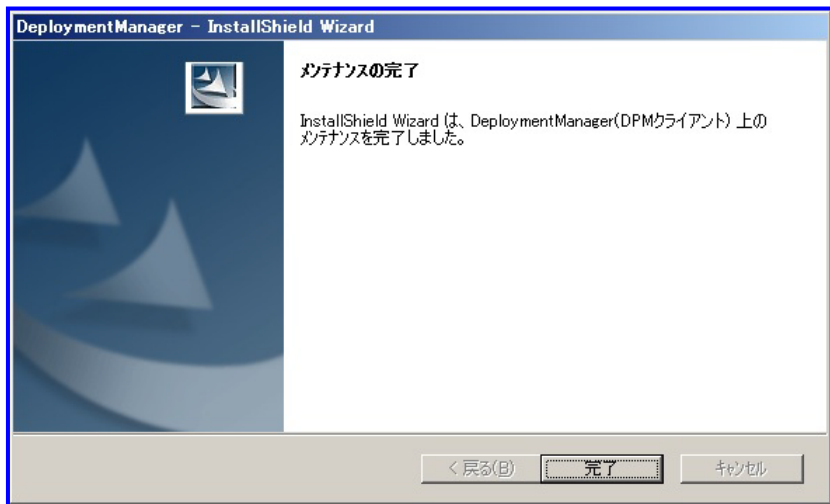 DeploymentManager - InstallShield Wizard
メンテナンスの完了
InstallShield Wizard は、DeploymentManager(DPMクライアント) 上の
メンテナンスを完了しました。
< 戻る(B)
完了
キャンセル